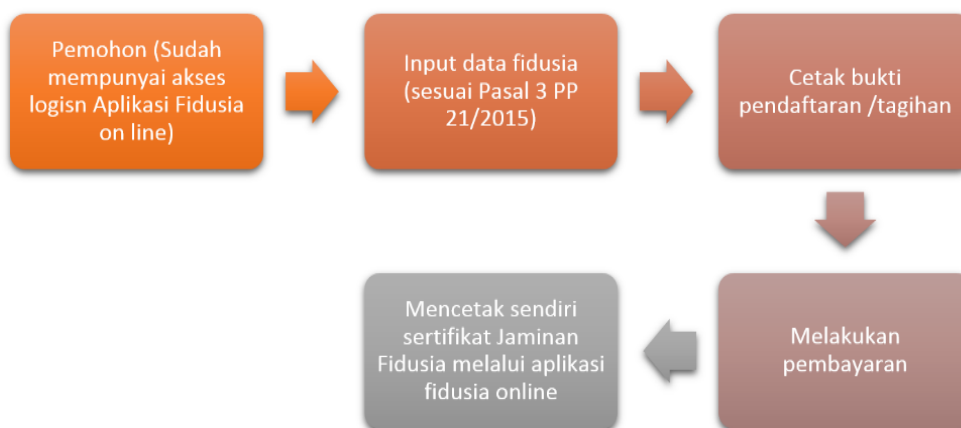 Pemohon (Sudah
mempunyai akses
logisn Aplikasi Fidusia
on line)
Input data fidusia
(sesuai Pasal 3 PP
21/2015)
Cetak bukti
pendaftaran /tagihan
Melakukan
pembayaran
Mencetak sendiri
sertifikat Jaminan
Fidusia melalui aplikasi
fidusia online